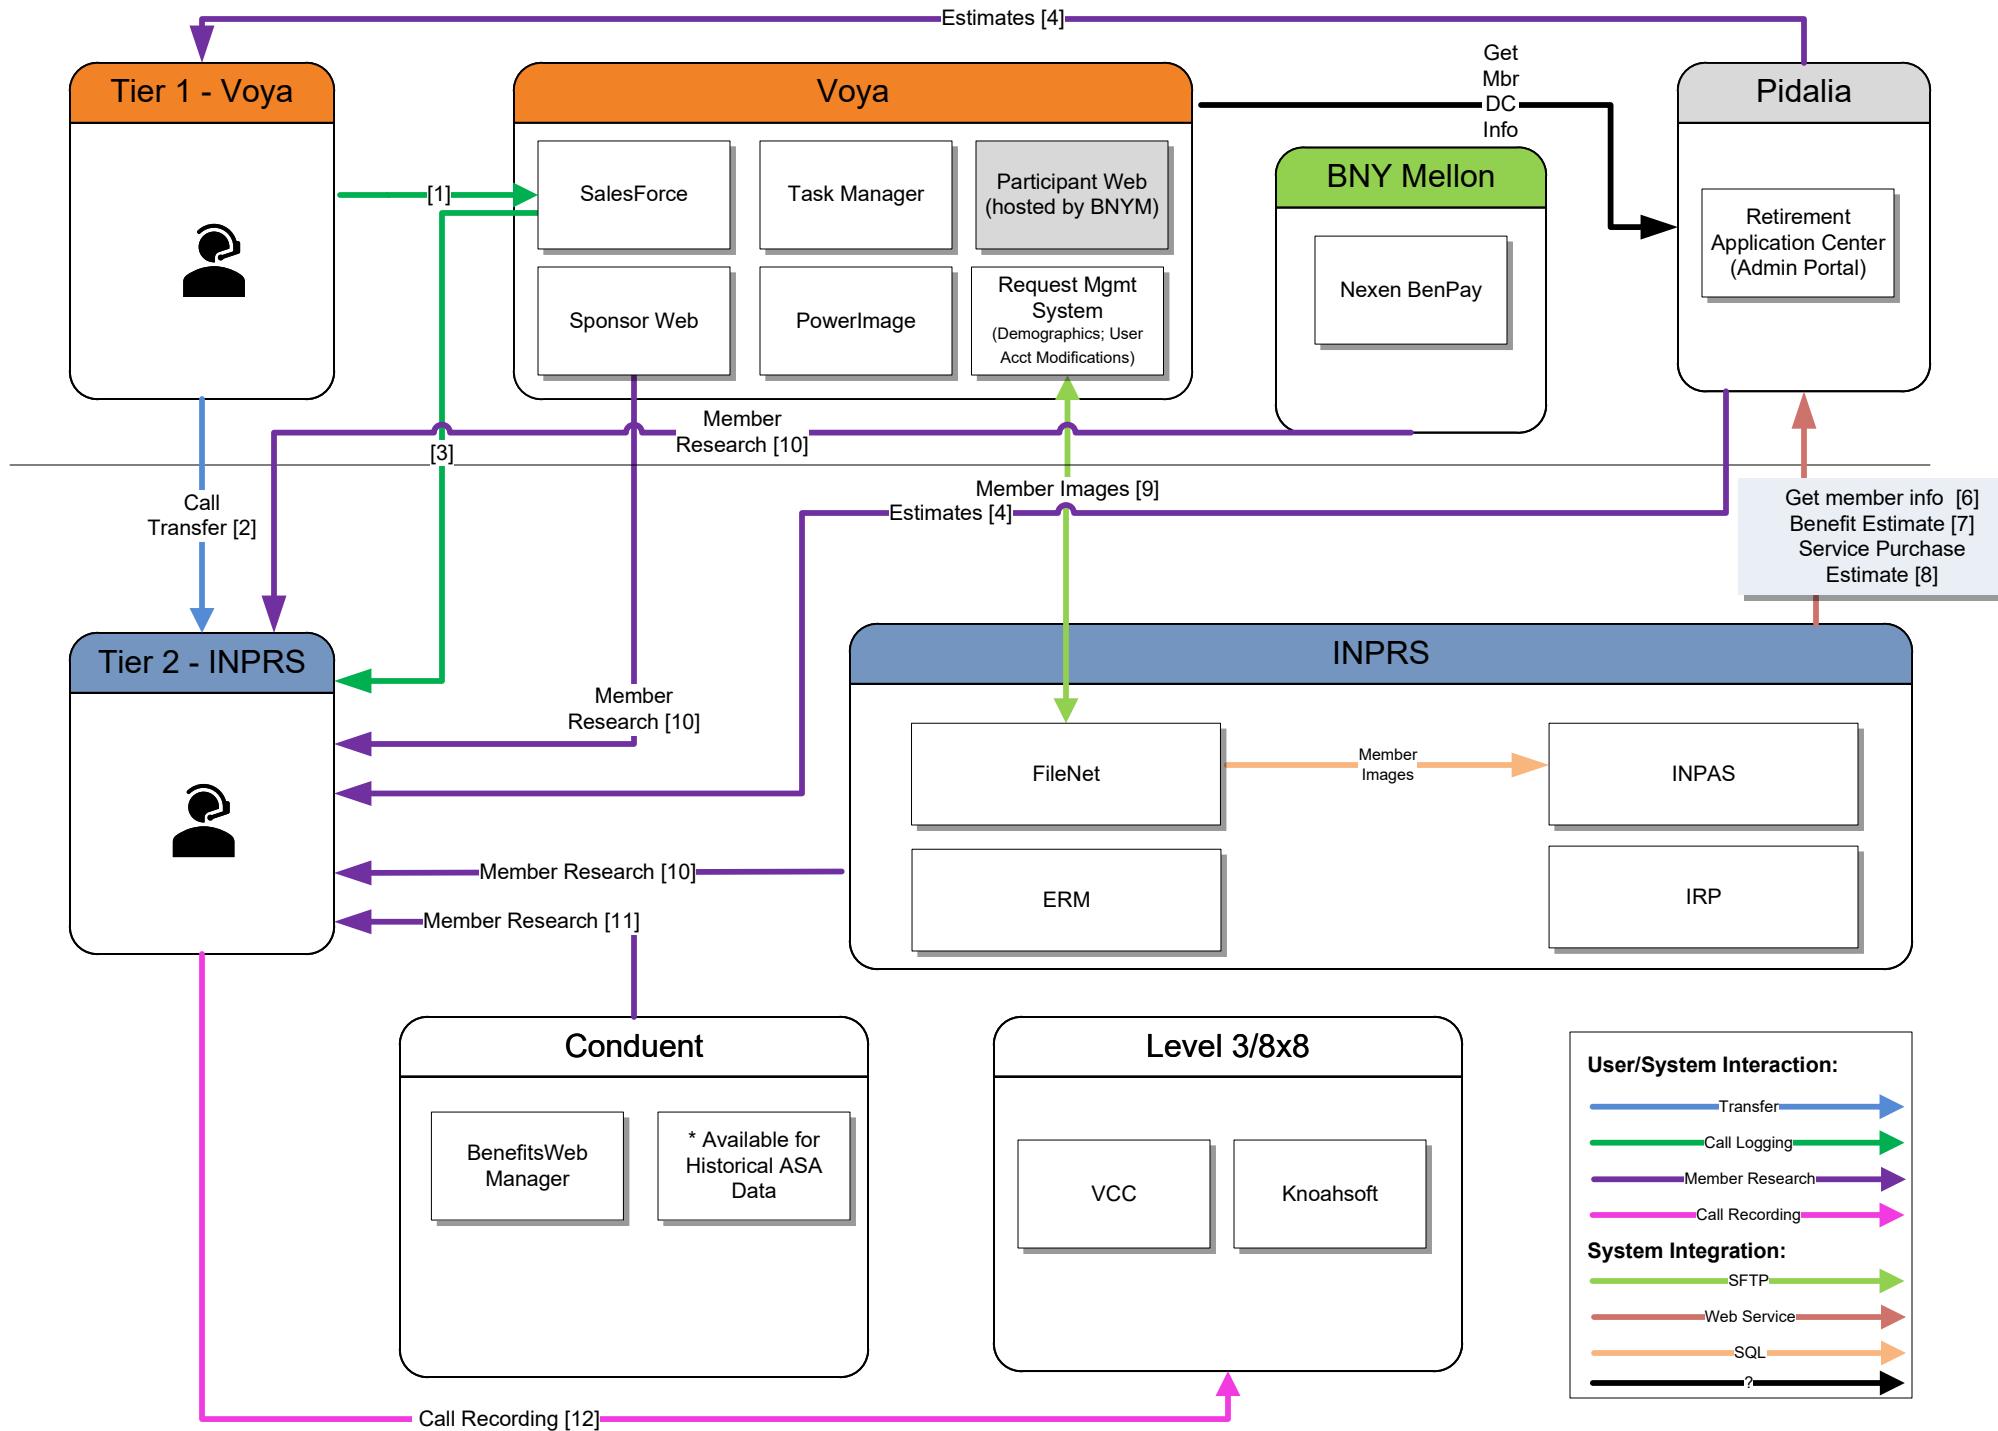 Estimates [4]
Get
Mbr
DC
Info
Tier 1 - Voya
Voya
Pidalia
BNY Mellon
[1]
SalesForce
Task Manager
Participant Web
(hosted by BNYM)
Retirement
Application Center
(Admin Portal)
Sponsor Web
PowerImage
Request Mgmt
System
(Demographics; User
Acct Modifications)
Nexen BenPay
Member
Research [10]
[3]
Call
Transfer [2]
Member Images [9]
Estimates [4]
Get member info  [6]
Benefit Estimate [7]
Service Purchase
Estimate [8]
Tier 2 - INPRS
INPRS
Member
Research [10]
FileNet
Member
Images
INPAS
Member Research [10]
ERM
IRP
Member Research [11]
Conduent
Level 3/8x8
BenefitsWeb
Manager
* Available for
Historical ASA
Data
VCC
Knoahsoft
User/System Interaction:
Transfer
Call Logging
Member Research
Call Recording
System Integration:
SFTP
Web Service
SQL
?
Call Recording [12]